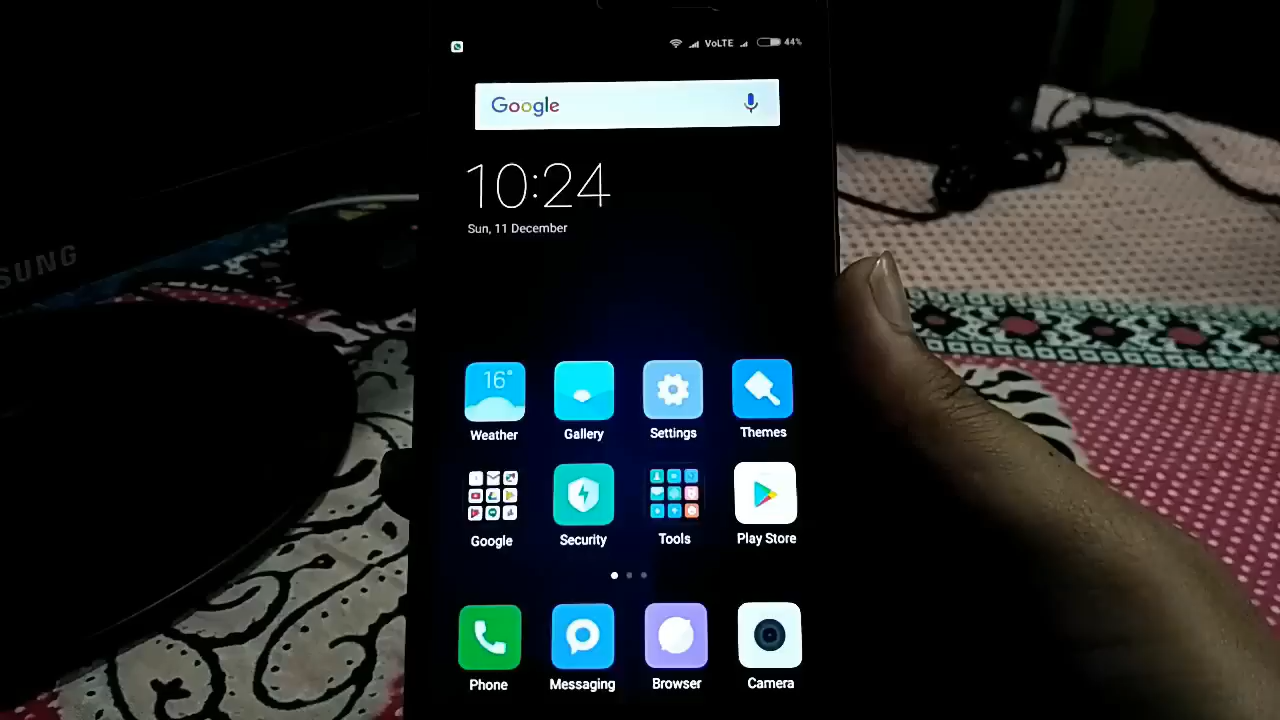 VoLTE 44%
Google
10:24
Sun, 11 December
SUNG
16°
Weather Gallery Settings Themes
Google Security Tools Play Store
Phone Messaging Browser Camera